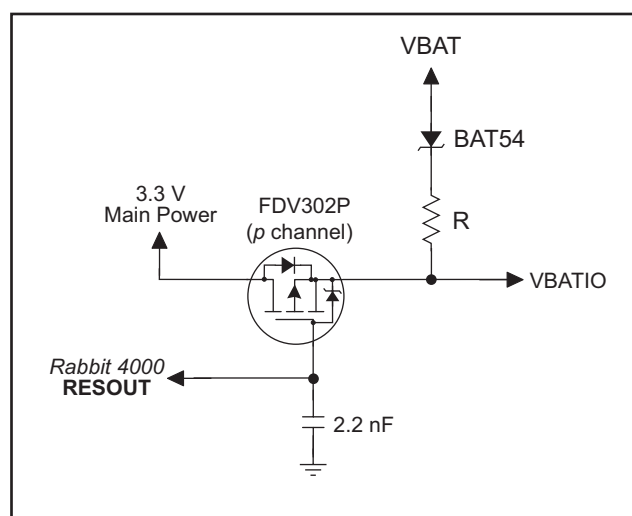 VBAT
BAT54
3.3 V
Main Power
FDV302P
(p channel)
R
VBATIO
Rabbit 4000
RESOUT
2.2 nF